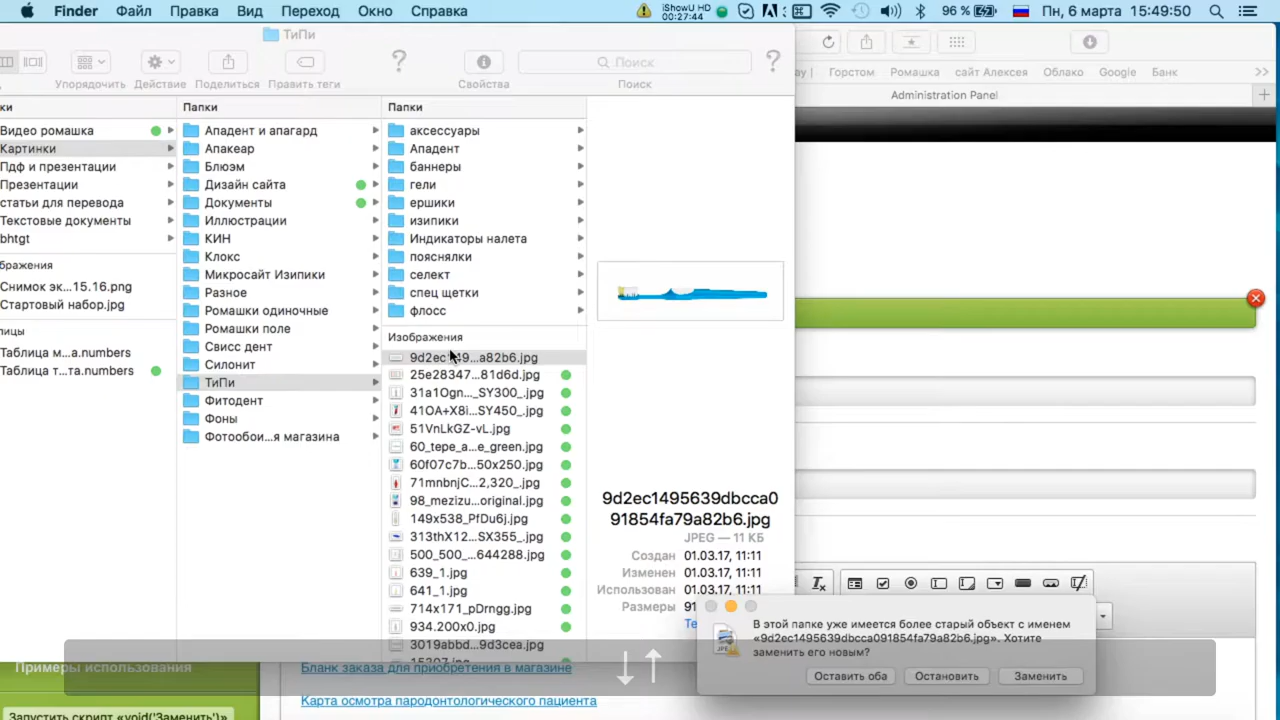 Finder Файл Правка Вид Переход Окно Справка
iShowU HD
00:27:44
96 % Пн, 6 марта 15:49:50
ТиПи
Поиск
Упорядочить Действие Поделиться Править теги Свойства Поиск
Горстом Ромашка сайт Алексея Облако Google Банк
Administration Panel
Папки Папки
Видео ромашка
Картинки
Пдф и презентации
Презентации
статьи для перевода
Текстовые документы
bhtgt
Снимок эк...15.16.png
Стартовый набор.jpg
Таблица м...а.numbers
Таблица т...та.numbers
Ападент и апагард
Апакеар
Блюэм
Дизайн сайта
Документы
Иллюстрации
КИН
Клокс
Микросайт Изипики
Разное
Ромашки одиночные
Ромашки поле
Свисс дент
Силонит
ТиПи
Фитодент
Фоны
Фотообои...я магазина
аксессуары
Ападент
баннеры
гели
ершики
изипики
Индикаторы налета
пояснялки
селект
спец щетки
флосс
Изображения
9d2ec149...a82b6.jpg
25e28347...81d6d.jpg
31a1Ogn..._SY300_.jpg
41OA+X8i...SY450_.jpg
51VnLkGZ-vL.jpg
60_tepe_a...e_green.jpg
60f07c7b...50x250.jpg
71mnbnjC...2,320_.jpg
98_mezizu...original.jpg
149x538_PfDu6j.jpg
313thX12...SX355_.jpg
500_500_...644288.jpg
639_1.jpg
641_1.jpg
714x171_pDrngg.jpg
934.200x0.jpg
3019abbd...9d3cea.jpg
9d2ec1495639dbcca0
91854fa79a82b6.jpg
JPEG — 11 КБ
Создан 01.03.17, 11:11
Изменен 01.03.17, 11:11
Использован 01.03.17, 11:11
Размеры
В этой папке уже имеется более старый объект с именем
«9d2ec1495639dbcca091854fa79a82b6.jpg». Хотите
заменить его новым?
Оставить оба Остановить Заменить
Примеры использования
Бланк заказа для приобретения в магазине
Карта осмотра пародонтологического пациента
Запустить скрипт «void('Заменить')»